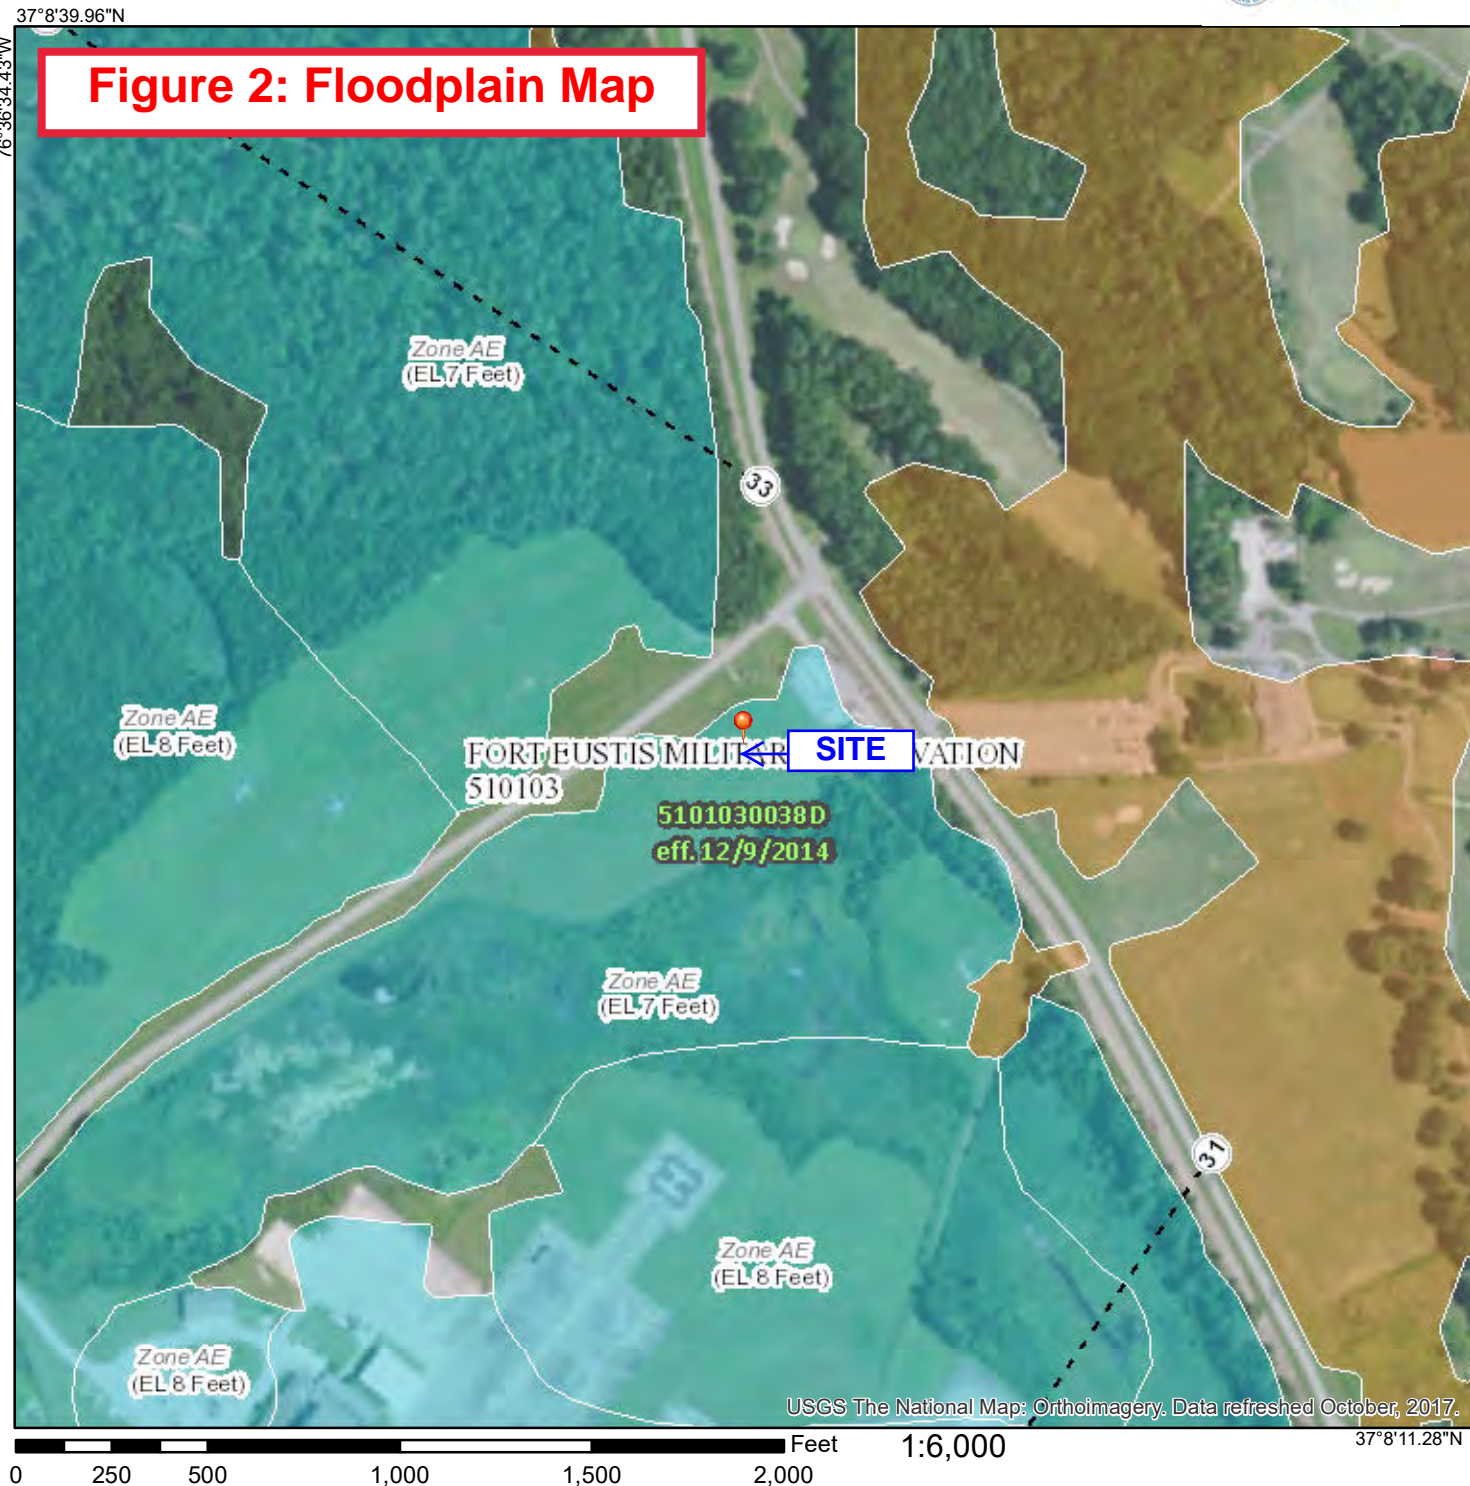 37°8'39.96"N
76°36'34.43"W
Figure 2: Floodplain Map
Zone AE
(EL 7 Feet)
33
Zone AE
(EL 8 Feet)
SITE
FORT EUSTIS MILITAR VATION
510103
5101030038D
eff. 12/9/2014
Zone AE
(EL 7 Feet)
31
Zone AE
(EL 8 Feet)
Zone AE
(EL 8 Feet)
USGS The National Map: Orthoimagery. Data refreshed October, 2017.
Feet
1:6,000
37°8'11.28"N
0 250 500 1,000 1,500 2,000